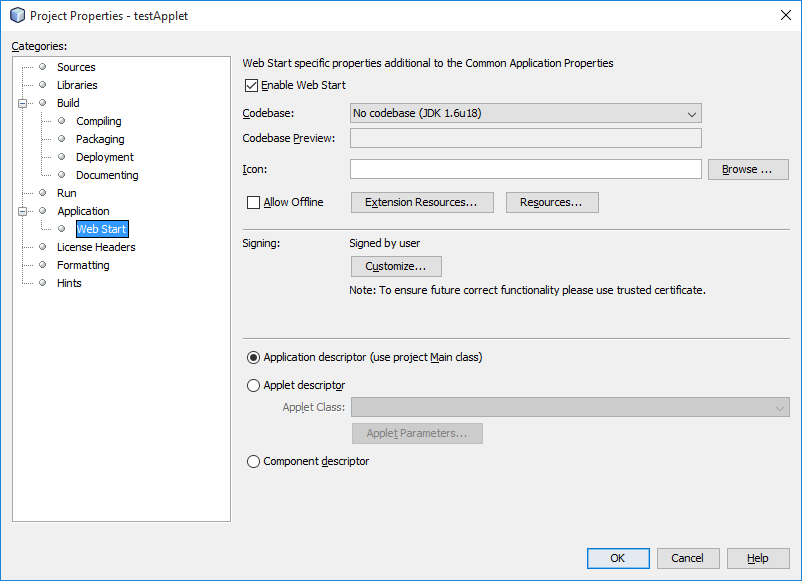 Project Properties - testApplet
Categories:
Sources
Libraries
Build
Compiling
Packaging
Deployment
Documenting
Run
Application
Web Start
License Headers
Formatting
Hints
Web Start specific properties additional to the Common Application Properties
Enable Web Start
Codebase: No codebase (JDK 1.6u18)
Codebase Preview:
Icon: Browse ...
Allow Offline Extension Resources... Resources...
Signing: Signed by user
Customize...
Note: To ensure future correct functionality please use trusted certificate.
Application descriptor (use project Main class)
Applet descriptor
Applet Class:
Applet Parameters...
Component descriptor
OK Cancel Help